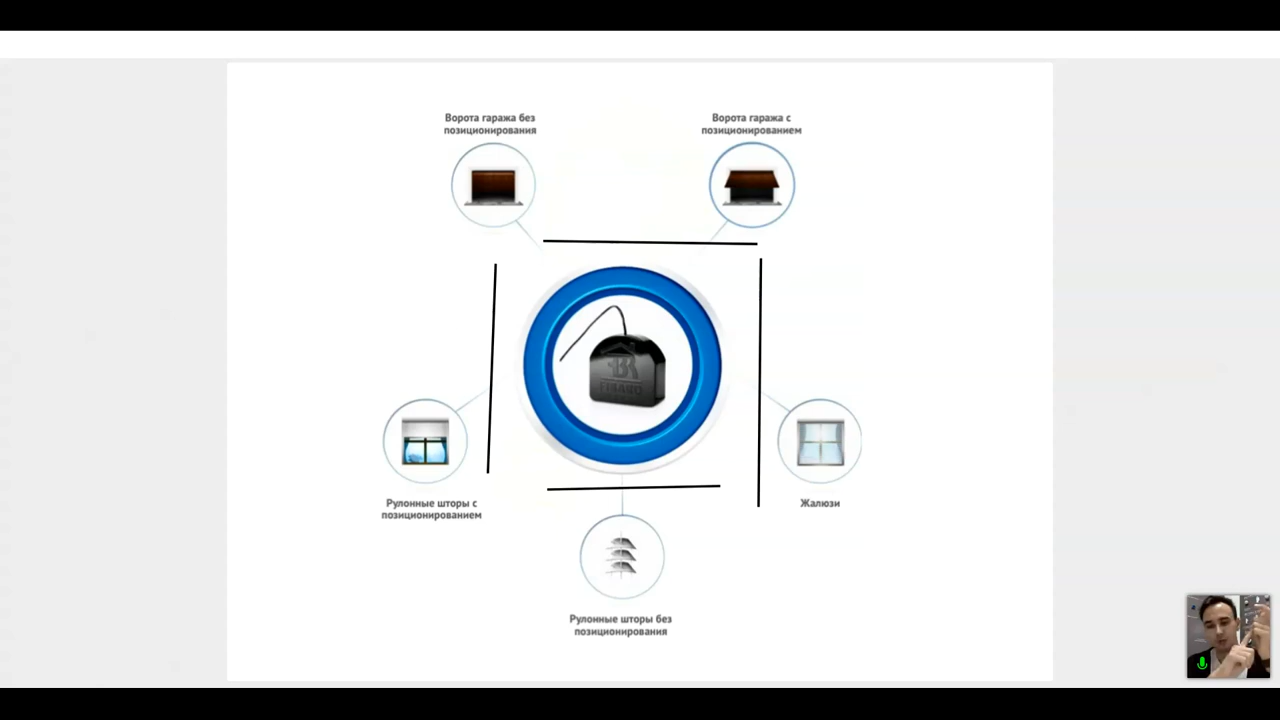 Ворота гаража без
позиционирования
Ворота гаража с
позиционированием
Рулонные шторы с
позиционированием
Жалюзи
Рулонные шторы без
позиционирования